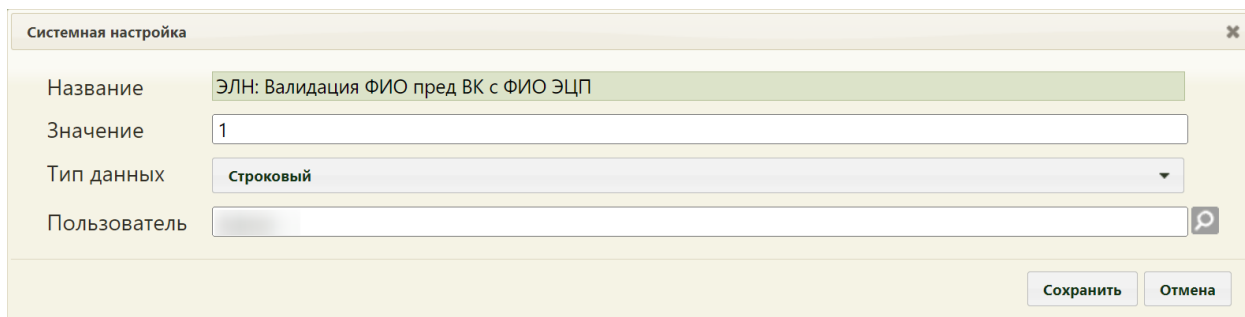 Системная настройка
Название ЭЛН: Валидация ФИО пред ВК с ФИО ЭЦП
Значение 1
Тип данных Строковый
Пользователь
Сохранить Отмена